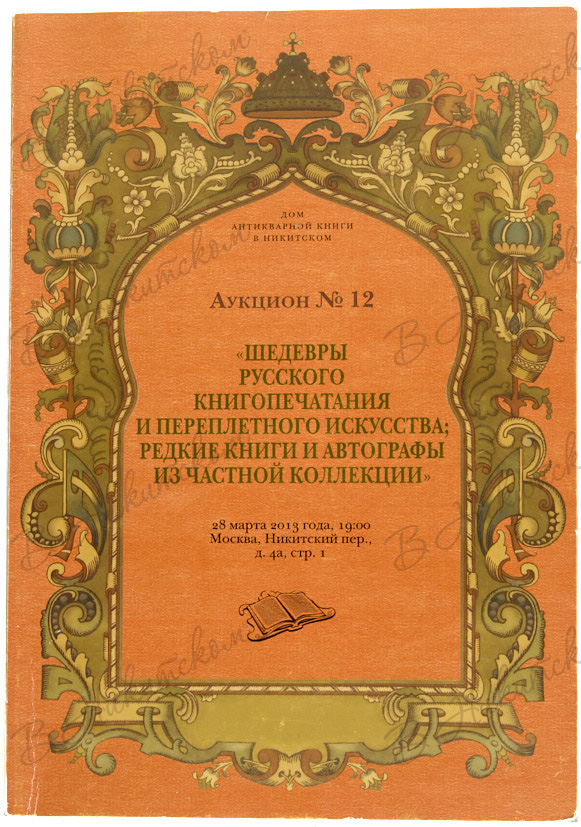 ДОМ
АНТИКВАРНОЙ КНИГИ
В НИКИТСКОМ
Аукцион № 12
«ШЕДЕВРЫ
РУССКОГО
КНИГОПЕЧАТАНИЯ
И ПЕРЕПЛЕТНОГО ИСКУССТВА;
РЕДКИЕ КНИГИ И АВТОГРАФЫ
ИЗ ЧАСТНОЙ КОЛЛЕКЦИИ»
28 марта 2013 года, 19:00
Москва, Никитский пер.,
д. 4а, стр. 1
В Никитском